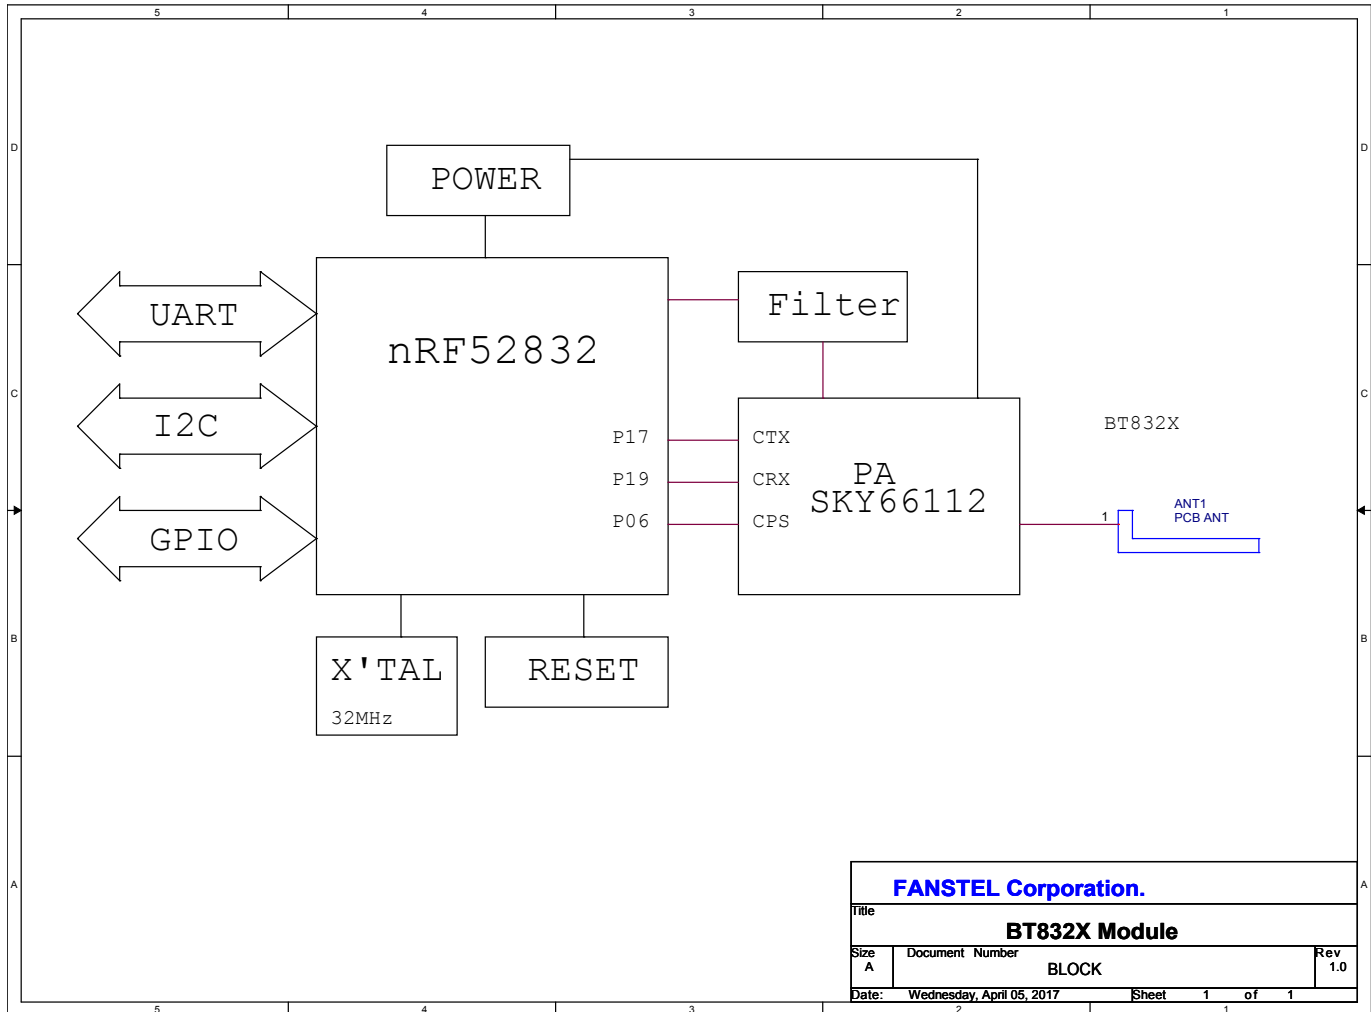 5 4 3 2 1
D D
POWER
UART
Filter
nRF52832
C C
I2C
BT832X
P17 CTX
PA
P19 CRX
SKY66112
ANT1
PCB ANT
P06 CPS
1
GPIO
B B
X'TAL
RESET
32MHz
A A
FANSTEL Corporation.
Title
BT832X Module
Size Document Number Rev
A BLOCK 1.0
Date: Wednesday, April 05, 2017 Sheet 1 of 1
5 4 3 2 1